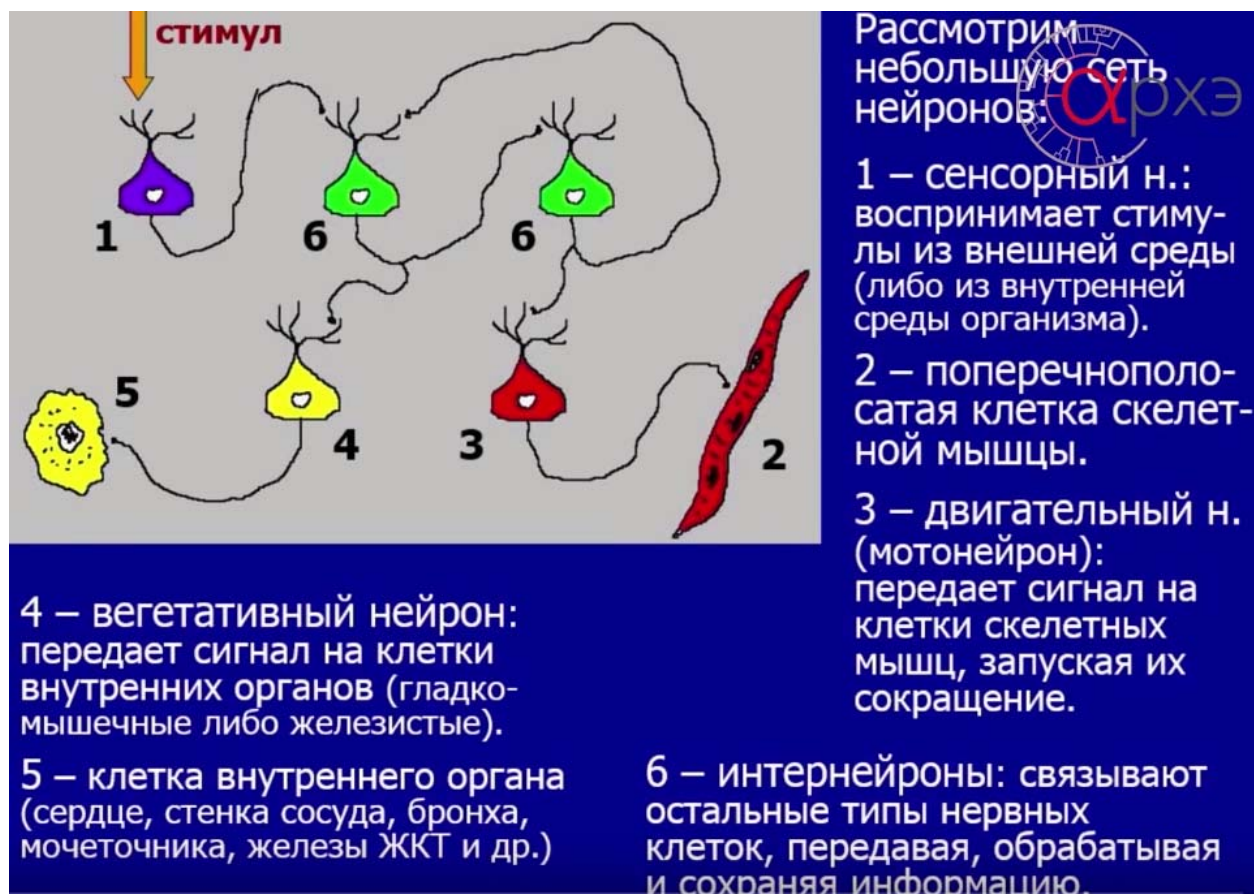 стимул
1
6
6
5
4
3
2
Рассмотрим
небольшую сеть
нейронов:
αрхэ
1 – сенсорный н.:
воспринимает стиму-
лы из внешней среды
(либо из внутренней
среды организма).
2 – поперечнополо-
сатая клетка скелет-
ной мышцы.
3 – двигательный н.
(мотонейрон):
передает сигнал на
клетки скелетных
мышц, запуская их
сокращение.
4 – вегетативный нейрон:
передает сигнал на клетки
внутренних органов (гладко-
мышечные либо железистые).
5 – клетка внутреннего органа
(сердце, стенка сосуда, бронха,
мочеточника, железы ЖКТ и др.)
6 – интернейроны: связывают
остальные типы нервных
клеток, передавая, обрабатывая
и сохраняя информацию.